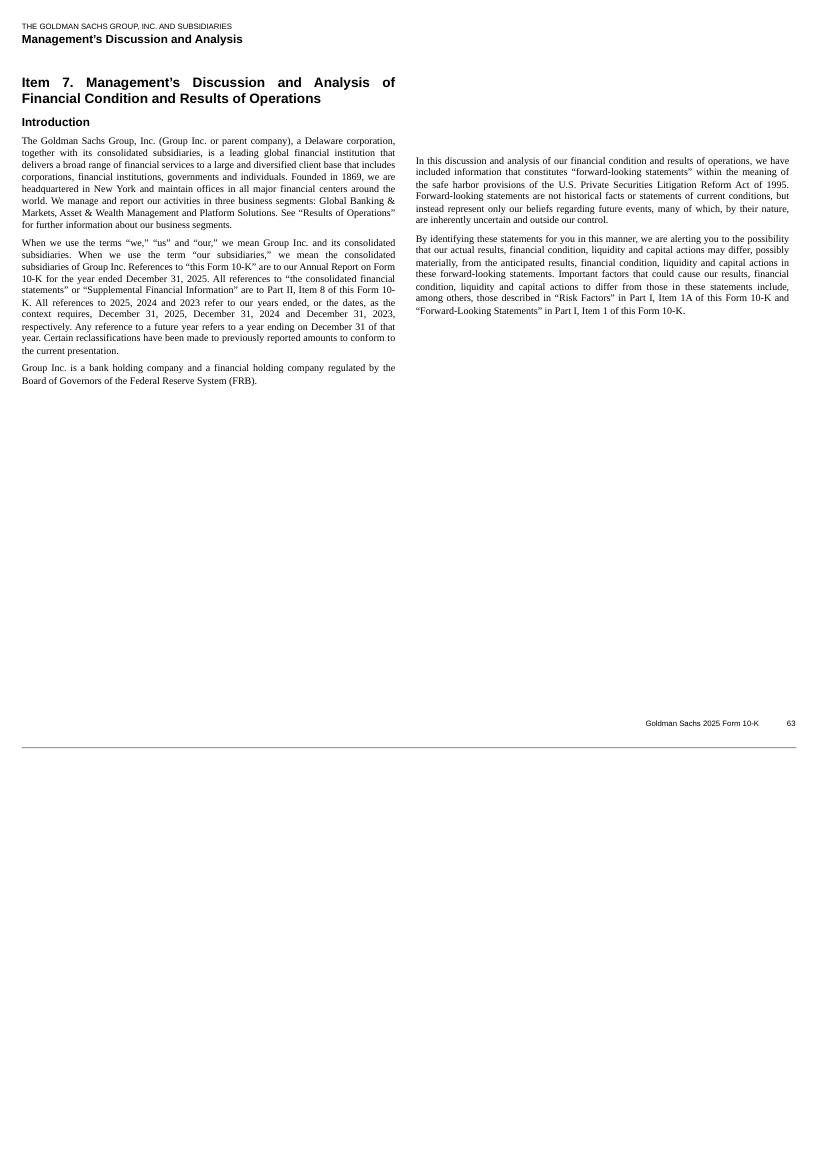 THE GOLDMAN SACHS GROUP, INC. AND SUBSIDIARIES
Management’s Discussion and Analysis
Item 7. Management’s Discussion and Analysis of
Financial Condition and Results of Operations
Introduction
The Goldman Sachs Group, Inc. (Group Inc. or parent company), a Delaware corporation,
together with its consolidated subsidiaries, is a leading global financial institution that
delivers a broad range of financial services to a large and diversified client base that includes
corporations, financial institutions, governments and individuals. Founded in 1869, we are
headquartered in New York and maintain offices in all major financial centers around the
world. We manage and report our activities in three business segments: Global Banking &
Markets, Asset & Wealth Management and Platform Solutions. See “Results of Operations”
for further information about our business segments.
When we use the terms “we,” “us” and “our,” we mean Group Inc. and its consolidated
subsidiaries. When we use the term “our subsidiaries,” we mean the consolidated
subsidiaries of Group Inc. References to “this Form 10-K” are to our Annual Report on Form
10-K for the year ended December 31, 2025. All references to “the consolidated financial
statements” or “Supplemental Financial Information” are to Part II, Item 8 of this Form 10-
K. All references to 2025, 2024 and 2023 refer to our years ended, or the dates, as the
context requires, December 31, 2025, December 31, 2024 and December 31, 2023,
respectively. Any reference to a future year refers to a year ending on December 31 of that
year. Certain reclassifications have been made to previously reported amounts to conform to
the current presentation.
Group Inc. is a bank holding company and a financial holding company regulated by the
Board of Governors of the Federal Reserve System (FRB).
In this discussion and analysis of our financial condition and results of operations, we have
included information that constitutes “forward-looking statements” within the meaning of
the safe harbor provisions of the U.S. Private Securities Litigation Reform Act of 1995.
Forward-looking statements are not historical facts or statements of current conditions, but
instead represent only our beliefs regarding future events, many of which, by their nature,
are inherently uncertain and outside our control.
By identifying these statements for you in this manner, we are alerting you to the possibility
that our actual results, financial condition, liquidity and capital actions may differ, possibly
materially, from the anticipated results, financial condition, liquidity and capital actions in
these forward-looking statements. Important factors that could cause our results, financial
condition, liquidity and capital actions to differ from those in these statements include,
among others, those described in “Risk Factors” in Part I, Item 1A of this Form 10-K and
“Forward-Looking Statements” in Part I, Item 1 of this Form 10-K.
Goldman Sachs 2025 Form 10-K 63